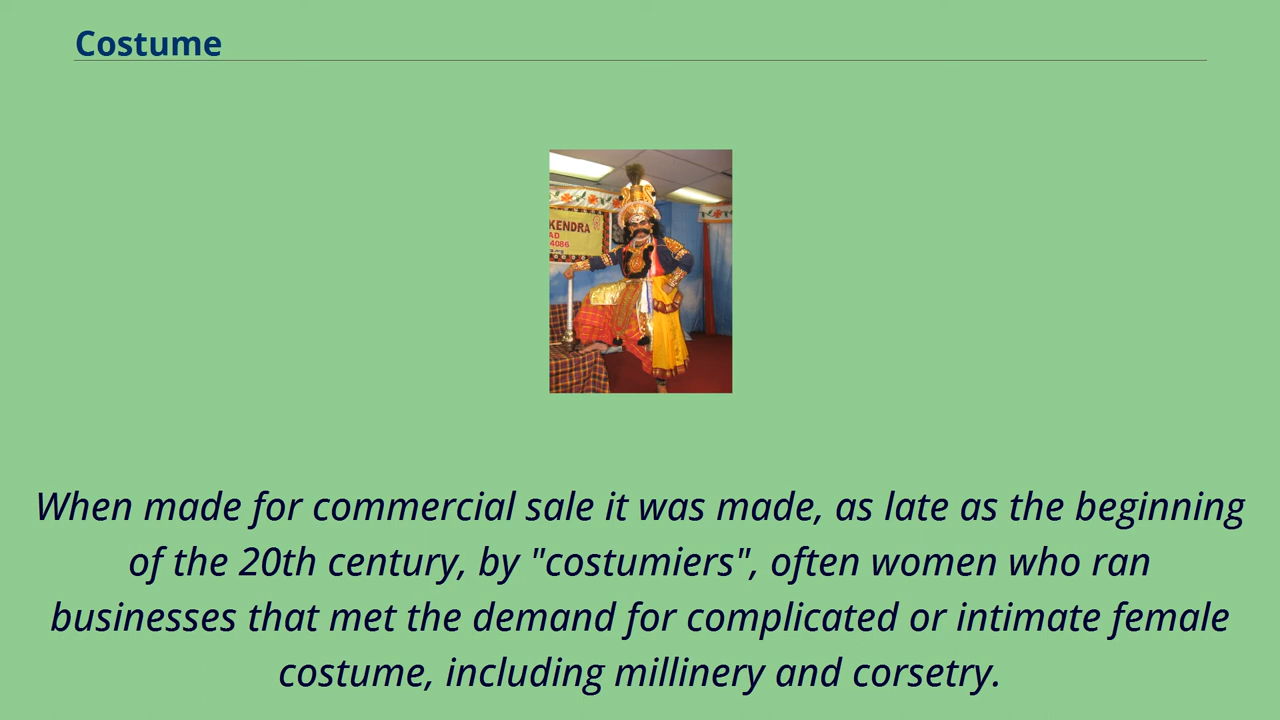 Costume
KENDRA
AD
4086
When made for commercial sale it was made, as late as the beginning
of the 20th century, by "costumiers", often women who ran
businesses that met the demand for complicated or intimate female
costume, including millinery and corsetry.